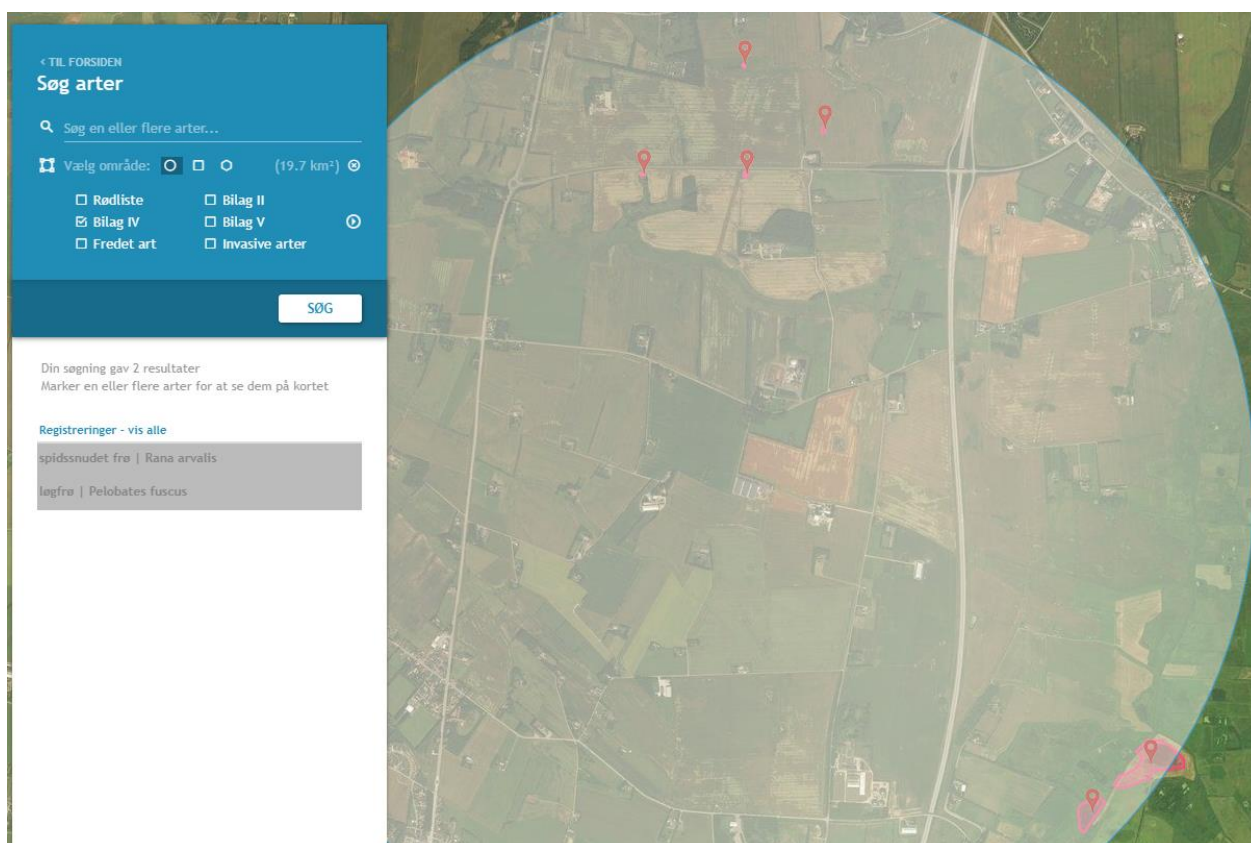 < TIL FORSIDEN
Søg arter
Søg en eller flere arter...
Vælg område: (19.7 km²)
Rødliste Bilag II
Bilag IV Bilag V
Fredet art Invasive arter
SØG
Din søgning gav 2 resultater
Marker en eller flere arter for at se dem på kortet
Registreringer - vis alle
spidssnudet frø | Rana arvalis
løgfrø | Pelobates fuscus